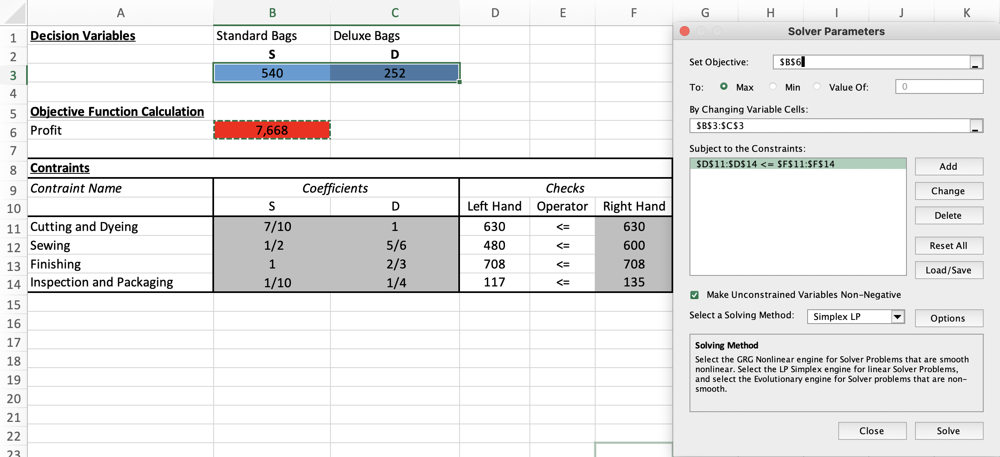 A B C D E F G H I J K
1 Decision Variables Standard Bags Deluxe Bags
2 S D
3 540 252
4
5 Objective Function Calculation
6 Profit 7,668
7
8 Contraints
9 Contraint Name Coefficients Checks
10 S D Left Hand Operator Right Hand
11 Cutting and Dyeing 7/10 1 630 <= 630
12 Sewing 1/2 5/6 480 <= 600
13 Finishing 1 2/3 708 <= 708
14 Inspection and Packaging 1/10 1/4 117 <= 135
15
16
17
18
19
20
21
22
23
Solver Parameters
Set Objective: $B$6
To: Max Min Value Of: 0
By Changing Variable Cells:
$B$3:$C$3
Subject to the Constraints:
$D$11:$D$14 <= $F$11:$F$14
Add
Change
Delete
Reset All
Load/Save
Make Unconstrained Variables Non-Negative
Select a Solving Method: Simplex LP Options
Solving Method
Select the GRG Nonlinear engine for Solver Problems that are smooth
nonlinear. Select the LP Simplex engine for linear Solver Problems,
and select the Evolutionary engine for Solver problems that are non-
smooth.
Close Solve